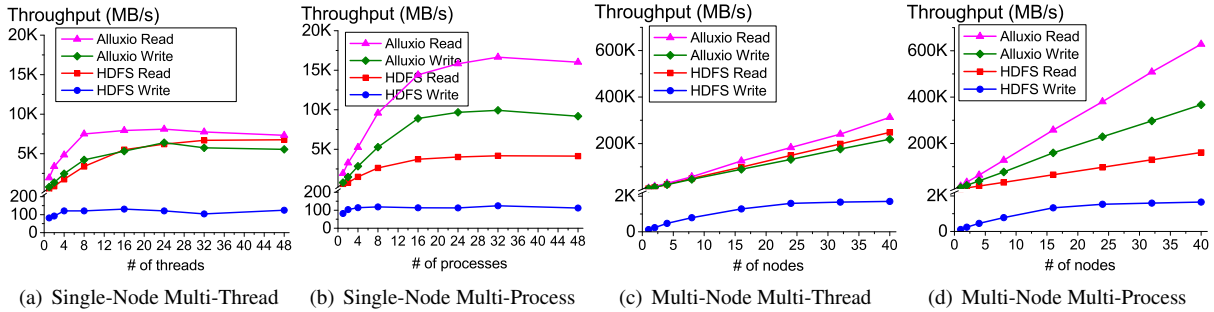 Throughput (MB/s)
20K
15K
10K
5K
200
100
0
Alluxio Read
Alluxio Write
HDFS Read
HDFS Write
0 4 8 12 16 20 24 28 32 36 40 44 48
# of threads
(a) Single-Node Multi-Thread
Throughput (MB/s)
20K
15K
10K
5K
200
100
0
Alluxio Read
Alluxio Write
HDFS Read
HDFS Write
0 4 8 12 16 20 24 28 32 36 40 44 48
# of processes
(b) Single-Node Multi-Process
Throughput (MB/s)
600K
400K
200K
2K
0
Alluxio Read
Alluxio Write
HDFS Read
HDFS Write
0 5 10 15 20 25 30 35 40
# of nodes
(c) Multi-Node Multi-Thread
Throughput (MB/s)
600K
400K
200K
2K
0
Alluxio Read
Alluxio Write
HDFS Read
HDFS Write
0 5 10 15 20 25 30 35 40
# of nodes
(d) Multi-Node Multi-Process